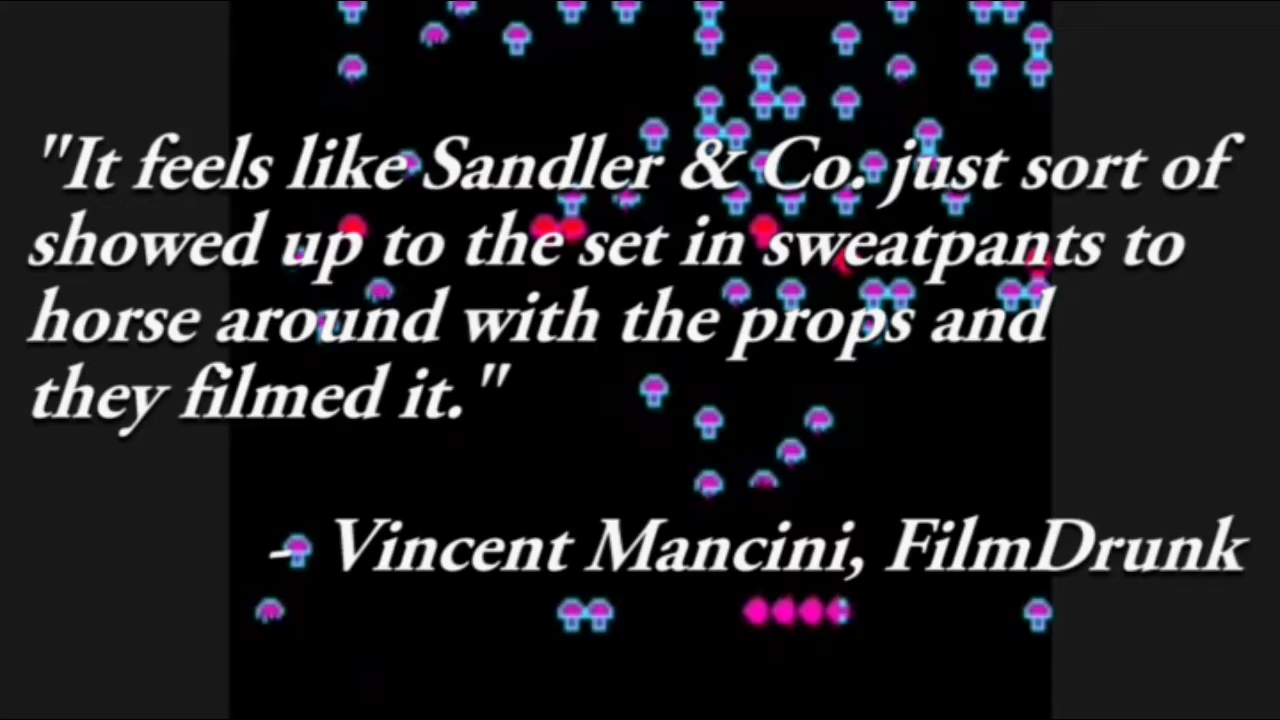 "It feels like Sandler & Co. just sort of
showed up to the set in sweatpants to
horse around with the props and
they filmed it."
- Vincent Mancini, FilmDrunk